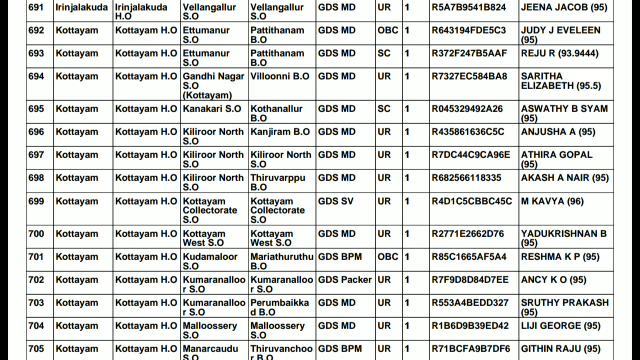 691 Irinjalakuda Irinjalakuda H.O Vellangallur S.O Vellangallur S.O GDS MD UR 1 R5A7B9541B824 JEENA JACOB (95)
692 Kottayam Kottayam H.O Ettumanur S.O Pattithanam B.O GDS MD OBC 1 R643194FDE5C3 JUDY J EVELEEN (95)
693 Kottayam Kottayam H.O Ettumanur S.O Pattithanam B.O GDS MD SC 1 R372F247B5AAF REJU R (93.9444)
694 Kottayam Kottayam H.O Gandhi Nagar S.O (Kottayam) Villoonni B.O GDS MD UR 1 R7327EC584BA8 SARITHA ELIZABETH (95.5)
695 Kottayam Kottayam H.O Kanakari S.O Kothanallur B.O GDS MD SC 1 R045329492A26 ASWATHY B SYAM (95)
696 Kottayam Kottayam H.O Kiliroor North S.O Kanjiram B.O GDS MD UR 1 R435861636C5C ANJUSHA A (95)
697 Kottayam Kottayam H.O Kiliroor North S.O Kiliroor North S.O GDS MD UR 1 R7DC44C9CA96E ATHIRA GOPAL (95)
698 Kottayam Kottayam H.O Kiliroor North S.O Thiruvarppu B.O GDS MD UR 1 R682566118335 AKASH A NAIR (95)
699 Kottayam Kottayam H.O Kottayam Collectorate S.O Kottayam Collectorate S.O GDS SV UR 1 R4D1C5CBBC45C M KAVYA (96)
700 Kottayam Kottayam H.O Kottayam West S.O Kottayam West S.O GDS MD UR 1 R2771E2662D76 YADUKRISHNAN B (95)
701 Kottayam Kottayam H.O Kudamaloor S.O Mariathuruthu B.O GDS BPM OBC 1 R85C1665AF5A4 RESHMA K P (95)
702 Kottayam Kottayam H.O Kumaranalloo r S.O Kumaranalloo r S.O GDS Packer UR 1 R7F9D8D84D7EE ANCY K O (95)
703 Kottayam Kottayam H.O Kumaranalloo r S.O Perumbaikka d B.O GDS MD UR 1 R553A4BEDD327 SRUTHY PRAKASH (95)
704 Kottayam Kottayam H.O Malloossery S.O Malloossery S.O GDS MD UR 1 R1B6D9B39ED42 LIJI GEORGE (95)
705 Kottayam Kottayam H.O Manarcaudu S.O Thiruvanchoo r B.O GDS BPM UR 1 R71BCFA9B7DF6 GITHIN RAJU (95)